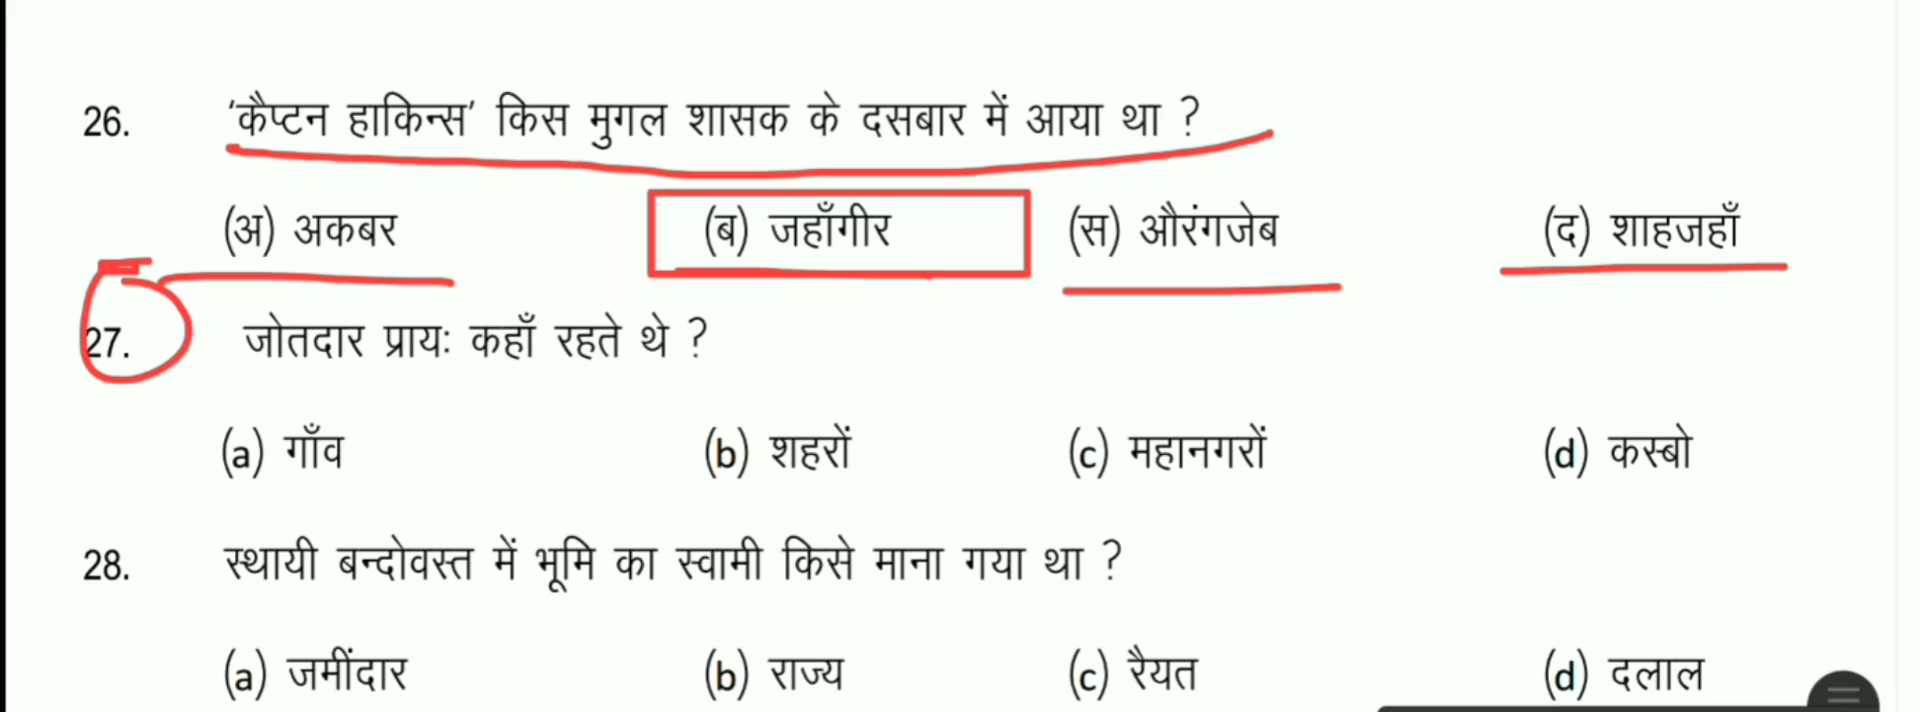 26. 'कैप्टन हाकिन्स' किस मुगल शासक के दसबार में आया था ?
(अ) अकबर (ब) जहाँगीर (स) औरंगजेब (द) शाहजहाँ
27. जोतदार प्रायः कहाँ रहते थे ?
(a) गाँव (b) शहरों (c) महानगरों (d) कस्बो
28. स्थायी बन्दोवस्त में भूमि का स्वामी किसे माना गया था ?
(a) जमींदार (b) राज्य (c) रैयत (d) दलाल